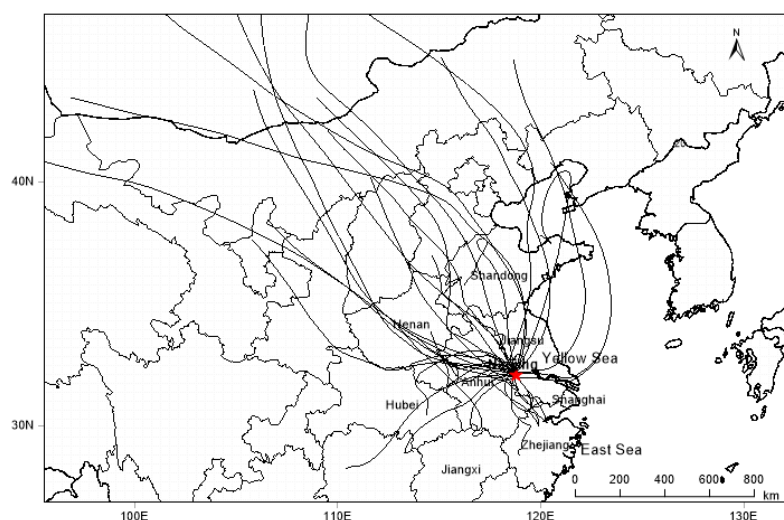 N
40N
Shandong
Henan
Jiangsu
Yellow Sea
Anhui
Hubei
Shanghai
Zhejiang
East Sea
Jiangxi
30N
0 200 400 600 800
km
100E 110E 120E 130E